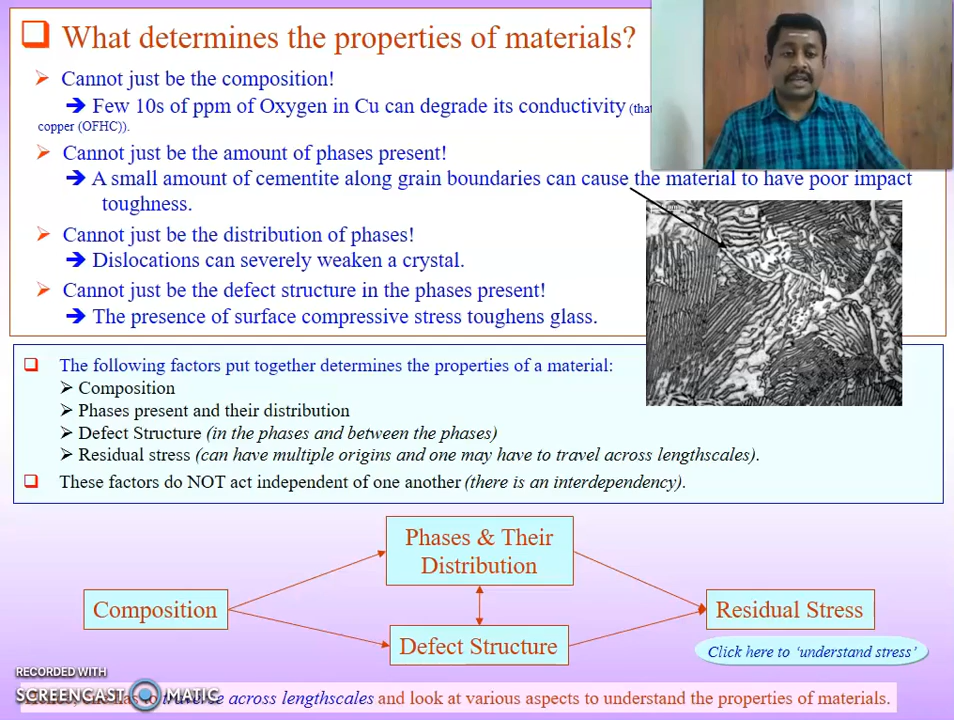 What determines the properties of materials?
Cannot just be the composition!
Few 10s of ppm of Oxygen in Cu can degrade its conductivity (that
copper (OFHC)).
Cannot just be the amount of phases present!
A small amount of cementite along grain boundaries can cause the material to have poor impact
toughness.
Cannot just be the distribution of phases!
Dislocations can severely weaken a crystal.
Cannot just be the defect structure in the phases present!
The presence of surface compressive stress toughens glass.
The following factors put together determines the properties of a material:
Composition
Phases present and their distribution
Defect Structure (in the phases and between the phases)
Residual stress (can have multiple origins and one may have to travel across lengthscales).
These factors do NOT act independent of one another (there is an interdependency).
Phases & Their
Distribution
Composition
Residual Stress
Defect Structure
Click here to ‘understand stress’
RECORDED WITH
SCREENCAST MATIC
traverse across lengthscales and look at various aspects to understand the properties of materials.